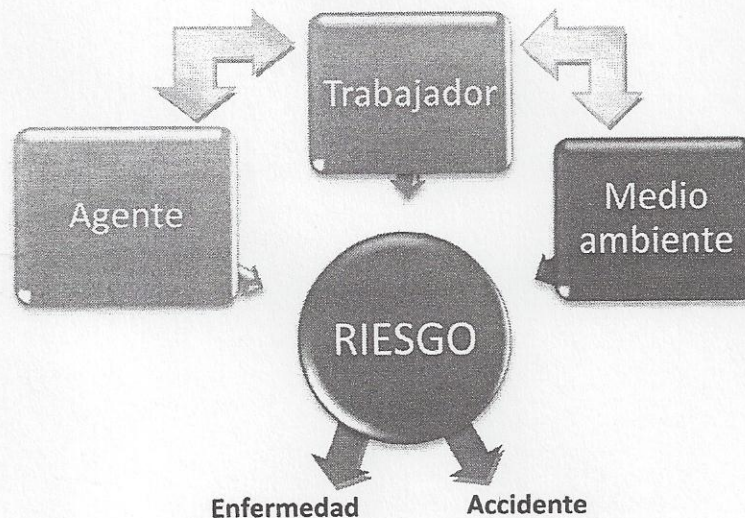 Trabajador
Agente
Medio
ambiente
RIESGO
Enfermedad
Accidente